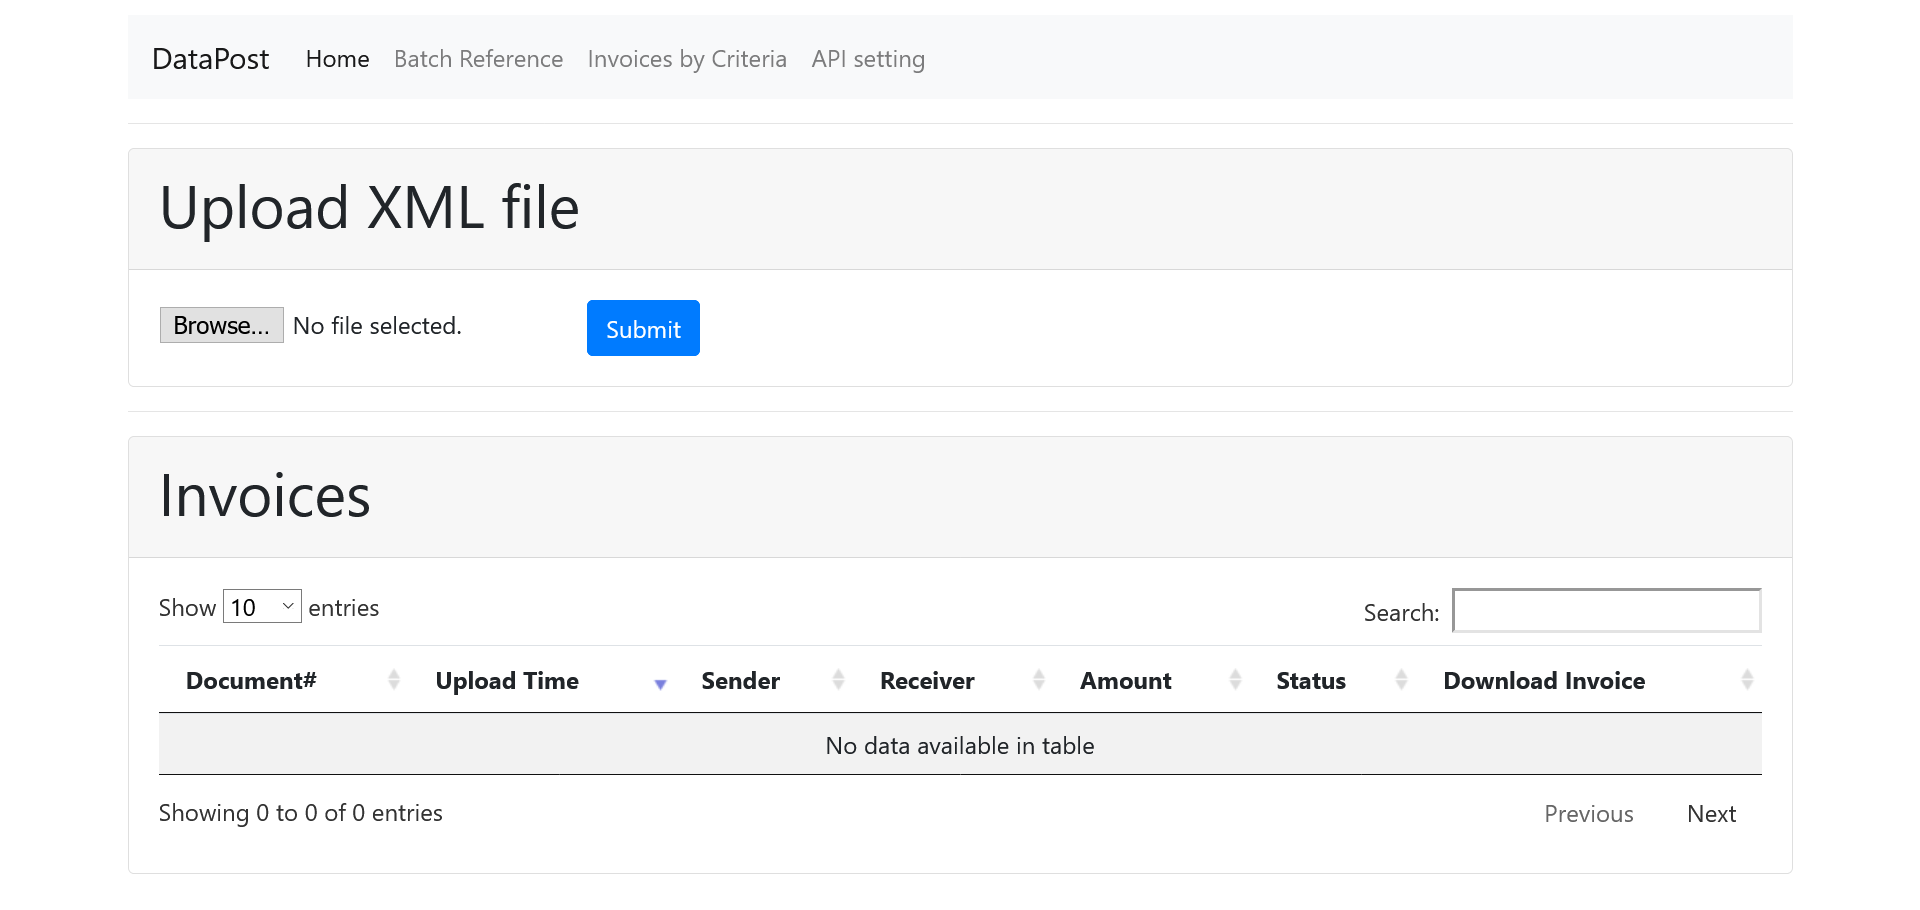 DataPost Home Batch Reference Invoices by Criteria API setting
Upload XML file
Browse... No file selected. Submit
Invoices
Show 10 entries Search:
Document# Upload Time Sender Receiver Amount Status Download Invoice
No data available in table
Showing 0 to 0 of 0 entries Previous Next